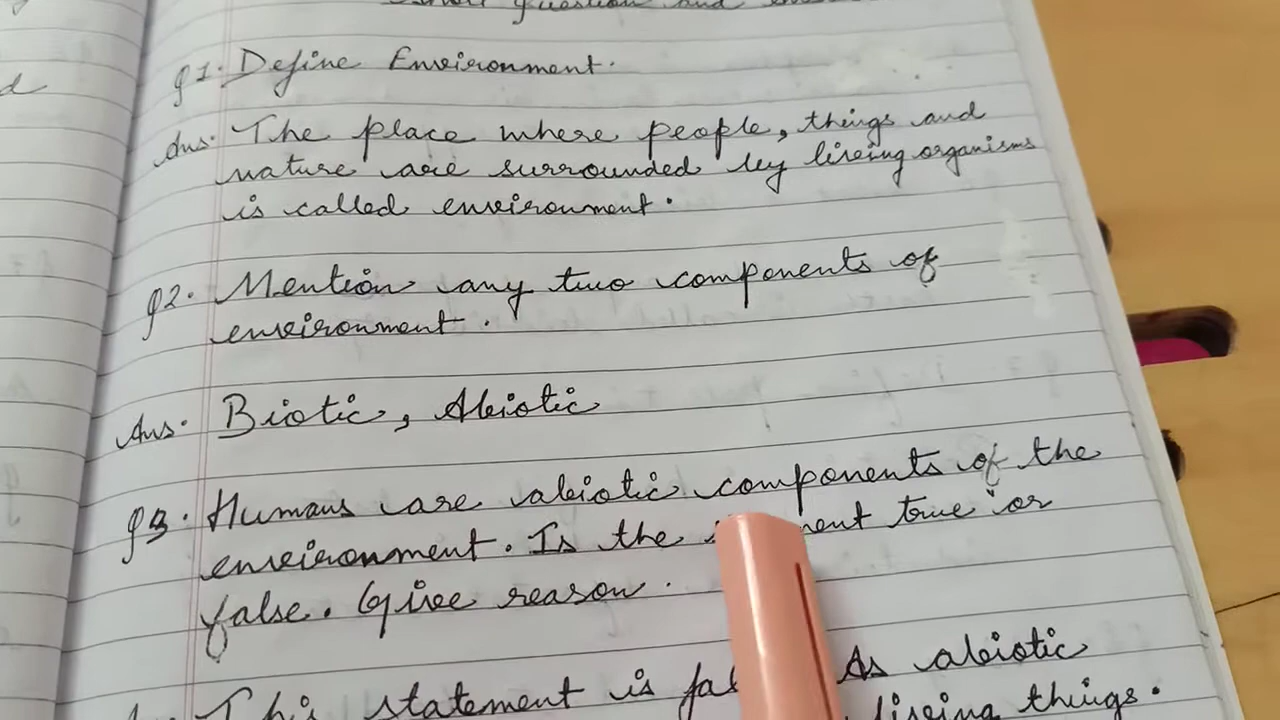 question and
Q1. Define Environment.
Ans. The place where people, things and
nature are surrounded by living organisms
is called environment.
Q2. Mention any two components of
environment.
Ans. Biotic, Abiotic
Q3. Humans are abiotic components of the
environment. Is the true or
false. Give reason.
This statement is As abiotic
living things.